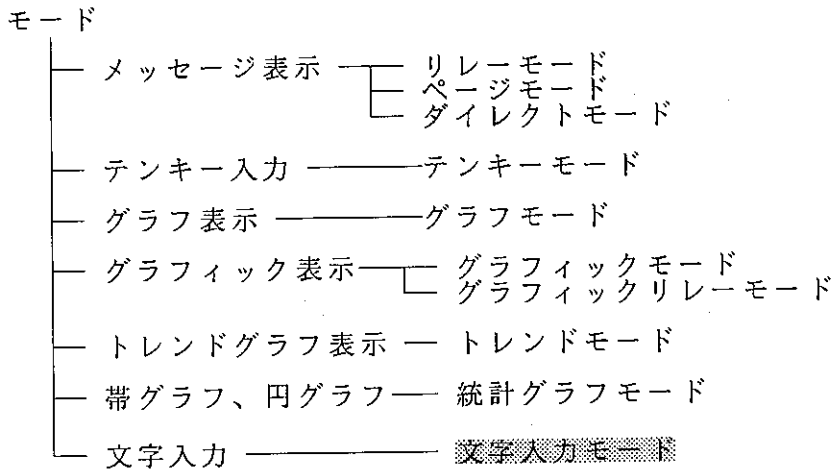 モード
メッセージ表示 リレーモード
ページモード
ダイレクトモード
テンキー入力 テンキーモード
グラフ表示 グラフモード
グラフィック表示 グラフィックモード
グラフィックリレーモード
トレンドグラフ表示 トレンドモード
帯グラフ、円グラフ 統計グラフモード
文字入力 文字入力モード